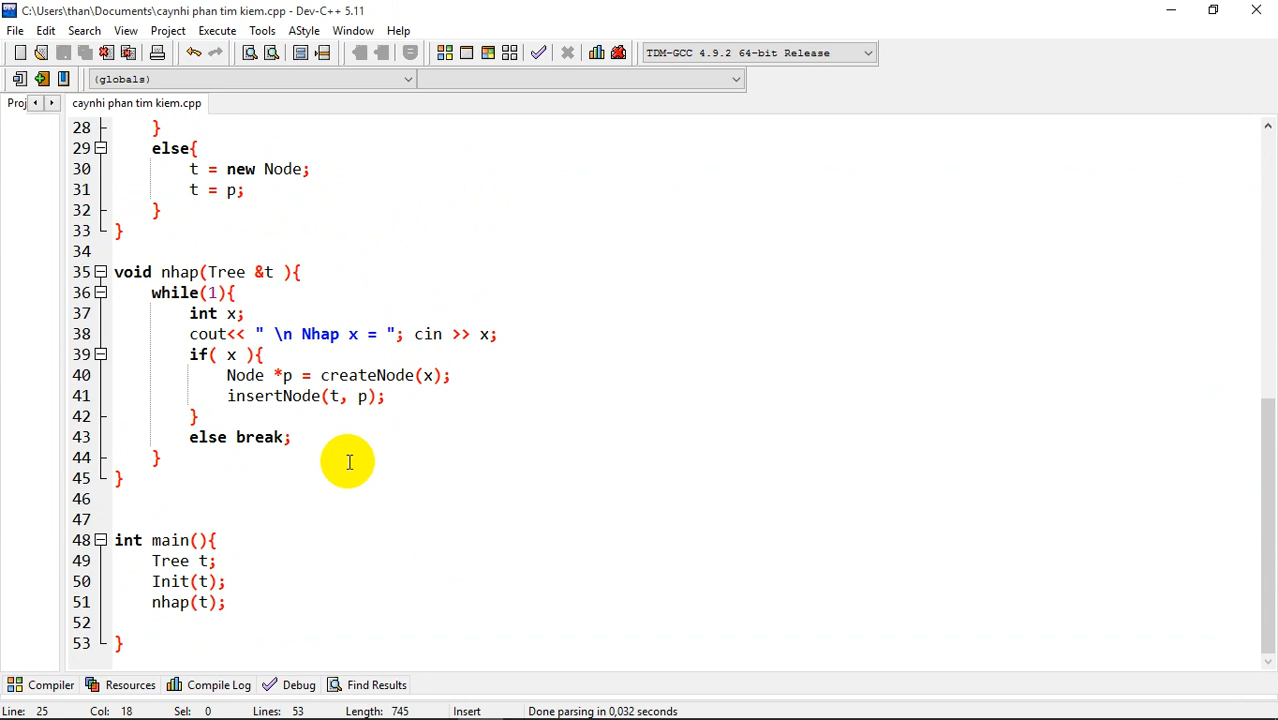 C:\Users\than\Documents\caynhi phan tim kiem.cpp - Dev-C++ 5.11
File Edit Search View Project Execute Tools AStyle Window Help
TDM-GCC 4.9.2 64-bit Release
(globals)
Proj caynhi phan tim kiem.cpp
28 }
29 else{
30 t = new Node;
31 t = p;
32 }
33 }
34
35 void nhap(Tree &t ){
36 while(1){
37 int x;
38 cout<< " \n Nhap x = "; cin >> x;
39 if( x ){
40 Node *p = createNode(x);
41 insertNode(t, p);
42 }
43 else break;
44 }
45 }
46
47
48 int main(){
49 Tree t;
50 Init(t);
51 nhap(t);
52
53 }
Compiler Resources Compile Log Debug Find Results
Line: 25 Col: 18 Sel: 0 Lines: 53 Length: 745 Insert Done parsing in 0,032 seconds